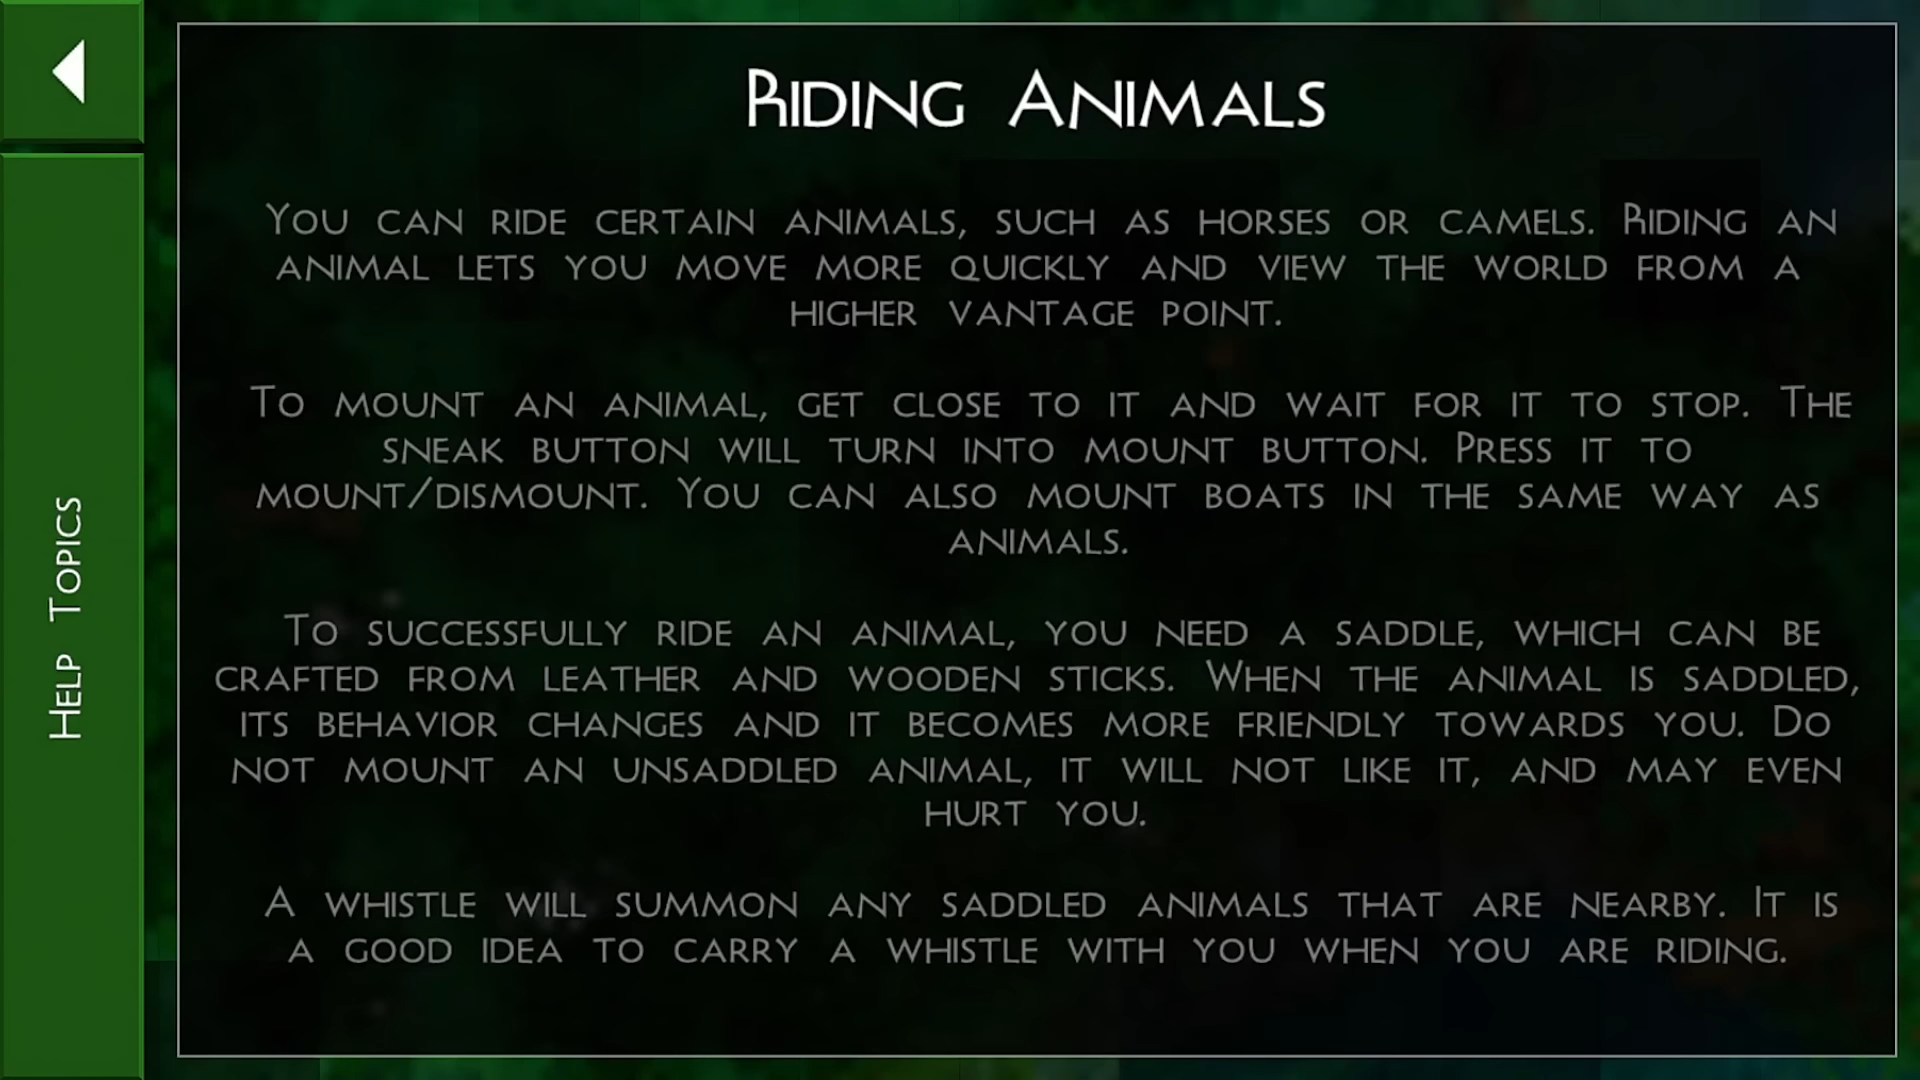 Riding Animals
You can ride certain animals, such as horses or camels. Riding an
animal lets you move more quickly and view the world from a
higher vantage point.
To mount an animal, get close to it and wait for it to stop. The
sneak button will turn into mount button. Press it to
mount/dismount. You can also mount boats in the same way as
animals.
To successfully ride an animal, you need a saddle, which can be
crafted from leather and wooden sticks. When the animal is saddled,
its behavior changes and it becomes more friendly towards you. Do
not mount an unsaddled animal, it will not like it, and may even
hurt you.
A whistle will summon any saddled animals that are nearby. It is
a good idea to carry a whistle with you when you are riding.
Help Topics